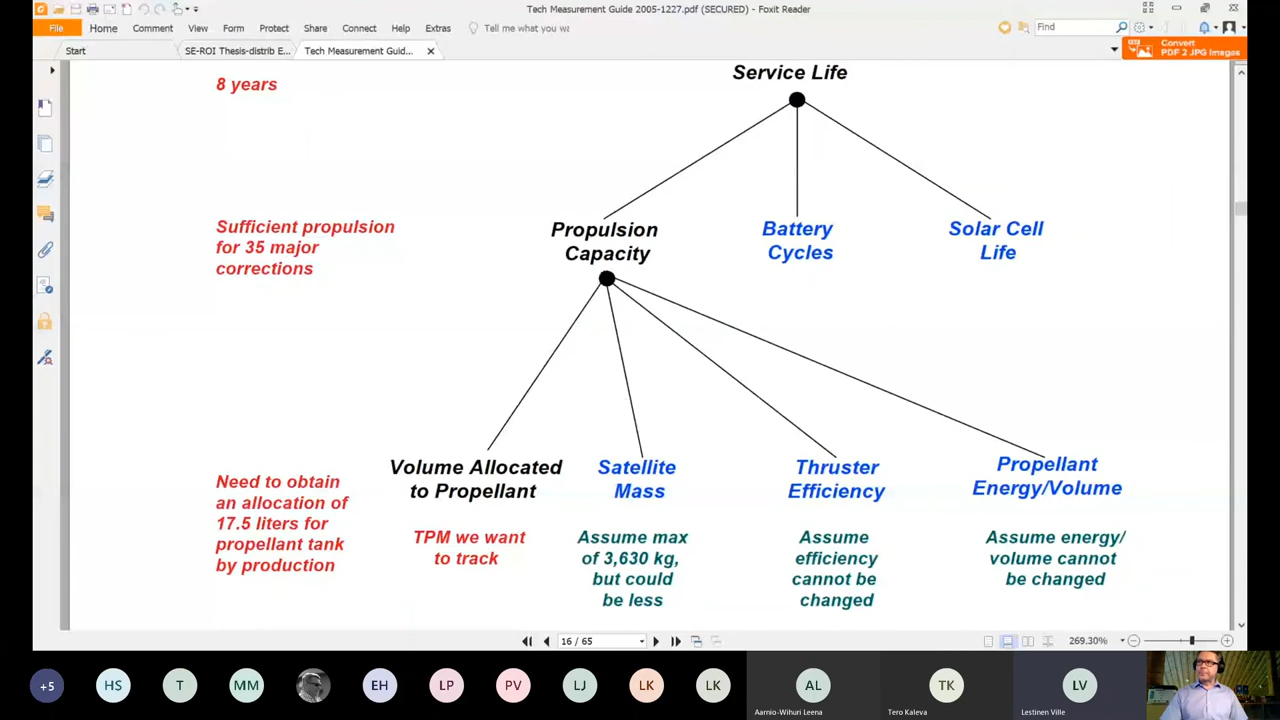 Tech Measurement Guide 2005-1227.pdf (SECURED) - Foxit Reader
File Home Comment View Form Protect Share Connect Help Extras Tell me what you wa Find
Start SE-ROI Thesis-distrib E... Tech Measurement Guid...
Convert
PDF 2 JPG Images
8 years
Service Life
Sufficient propulsion
for 35 major
corrections
Propulsion
Capacity
Battery
Cycles
Solar Cell
Life
Need to obtain
an allocation of
17.5 liters for
propellant tank
by production
Volume Allocated
to Propellant
TPM we want
to track
Satellite
Mass
Assume max
of 3,630 kg,
but could
be less
Thruster
Efficiency
Assume
efficiency
cannot be
changed
Propellant
Energy/Volume
Assume energy/
volume cannot
be changed
16 / 65
269.30%
+5 HS T MM EH LP PV LJ LK LK AL TK LV
Aarnio-Wihuri Leena Tero Kaleva Lestinen Ville